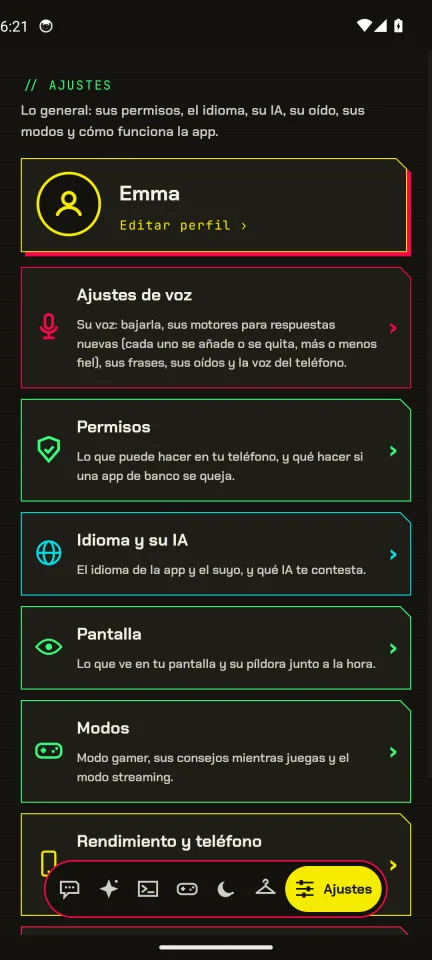 6:21
// AJUSTES
Lo general: sus permisos, el idioma, su IA, su oído, sus
modos y cómo funciona la app.
Emma
Editar perfil ›
Ajustes de voz
Su voz: bajarla, sus motores para respuestas
nuevas (cada uno se añade o se quita, más o menos
fiel), sus frases, sus oídos y la voz del teléfono.
Permisos
Lo que puede hacer en tu teléfono, y qué hacer si
una app de banco se queja.
Idioma y su IA
El idioma de la app y el suyo, y qué IA te contesta.
Pantalla
Lo que ve en tu pantalla y su píldora junto a la hora.
Modos
Modo gamer, sus consejos mientras juegas y el
modo streaming.
Rendimiento y teléfono
Ajustes